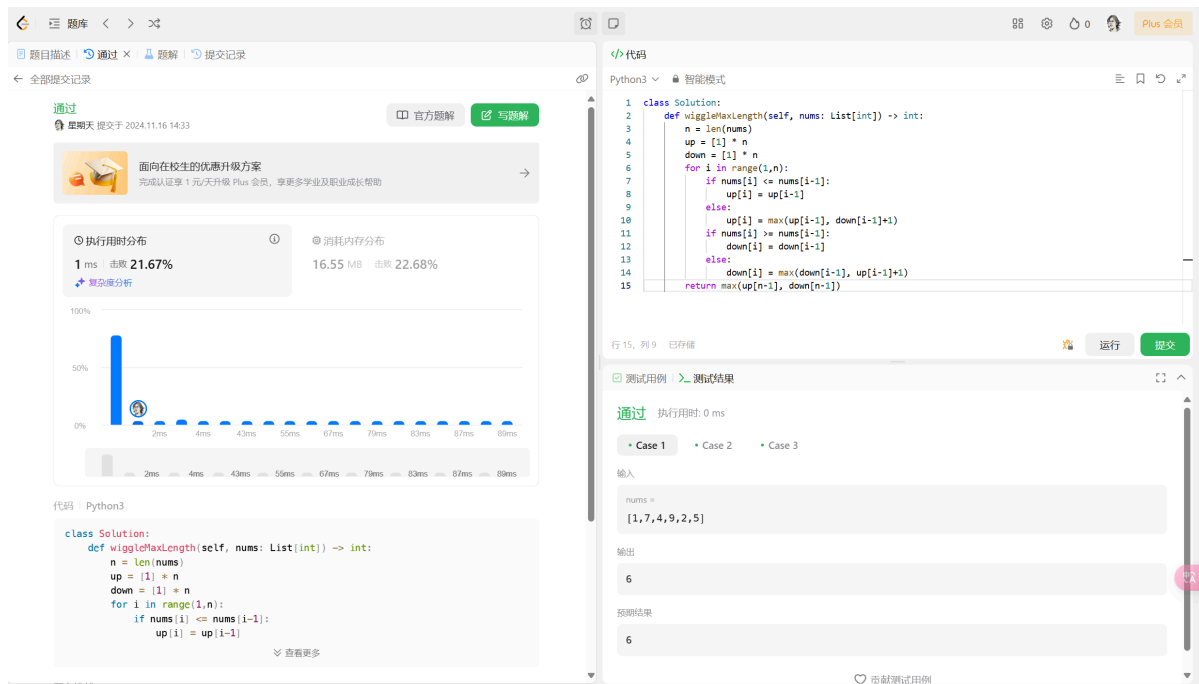 题库
0
Plus 会员
题目描述
通过
题解
提交记录
全部提交记录
通过
星期天 提交于 2024.11.16 14:33
官方题解
写题解
面向在校生的优惠升级方案
完成认证享 1 元/天升级 Plus 会员，享更多学业及职业成长帮助
执行用时分布
1 ms 击败 21.67%
复杂度分析
消耗内存分布
16.55 MB 击败 22.68%
100%
50%
0%
2ms 4ms 43ms 55ms 67ms 79ms 83ms 87ms 89ms
2ms 4ms 43ms 55ms 67ms 79ms 83ms 87ms 89ms
代码 Python3
class Solution:
    def wiggleMaxLength(self, nums: List[int]) -> int:
        n = len(nums)
        up = [1] * n
        down = [1] * n
        for i in range(1,n):
            if nums[i] <= nums[i-1]:
                up[i] = up[i-1]
查看更多
</>代码
Python3 智能模式
1 class Solution:
2     def wiggleMaxLength(self, nums: List[int]) -> int:
3         n = len(nums)
4         up = [1] * n
5         down = [1] * n
6         for i in range(1,n):
7             if nums[i] <= nums[i-1]:
8                 up[i] = up[i-1]
9             else:
10                 up[i] = max(up[i-1], down[i-1]+1)
11             if nums[i] >= nums[i-1]:
12                 down[i] = down[i-1]
13             else:
14                 down[i] = max(down[i-1], up[i-1]+1)
15         return max(up[n-1], down[n-1])
行 15，列 9 已存储
运行
提交
测试用例
测试结果
通过 执行用时: 0 ms
Case 1
Case 2
Case 3
输入
nums =
[1,7,4,9,2,5]
输出
6
预期结果
6
贡献测试用例